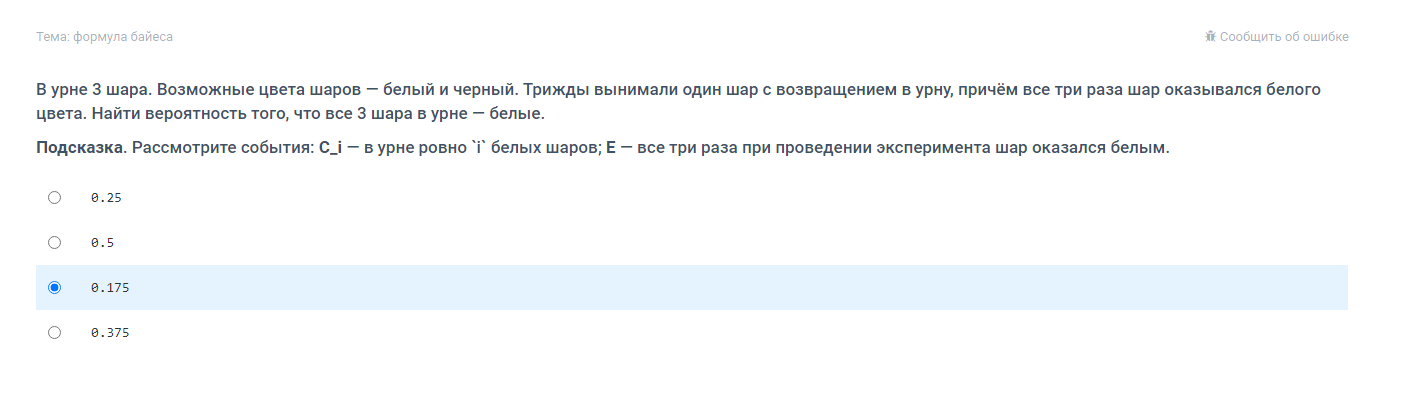 Тема: формула байеса
Сообщить об ошибке
В урне 3 шара. Возможные цвета шаров — белый и черный. Трижды вынимали один шар с возвращением в урну, причём все три раза шар оказывался белого
цвета. Найти вероятность того, что все 3 шара в урне — белые.
Подсказка. Рассмотрите события: C_i — в урне ровно `i` белых шаров; E — все три раза при проведении эксперимента шар оказался белым.
0.25
0.5
0.175
0.375